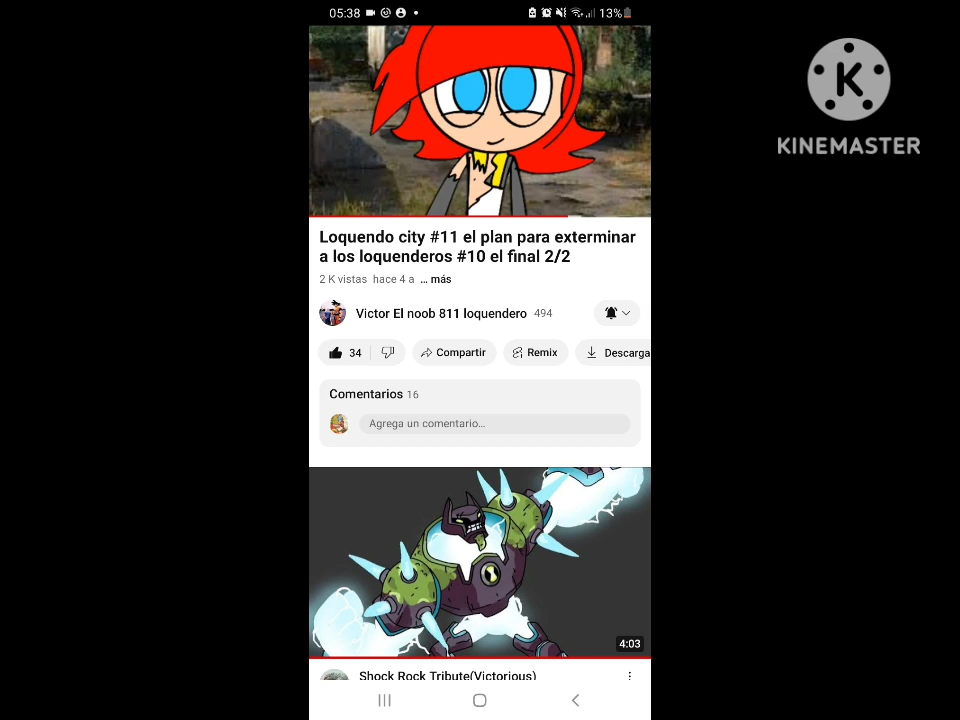 05:38
13%
KINEMASTER
Loquendo city #11 el plan para exterminar
a los loquenderos #10 el final 2/2
2 K vistas hace 4 a ... más
Victor El noob 811 loquendero 494
34
Compartir
Remix
Descarga
Comentarios 16
Agrega un comentario...
4:03
Shock Rock Tribute(Victorious)